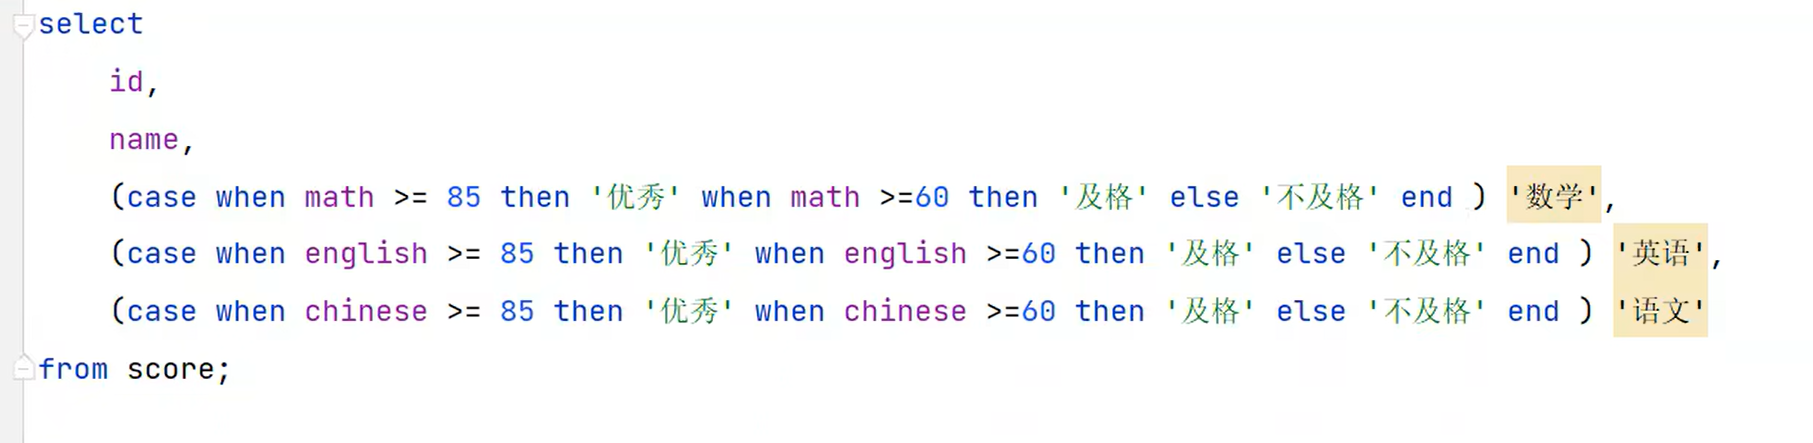 select
id,
name,
(case when math >= 85 then '优秀' when math >=60 then '及格' else '不及格' end ) '数学',
(case when english >= 85 then '优秀' when english >=60 then '及格' else '不及格' end ) '英语',
(case when chinese >= 85 then '优秀' when chinese >=60 then '及格' else '不及格' end ) '语文'
from score;